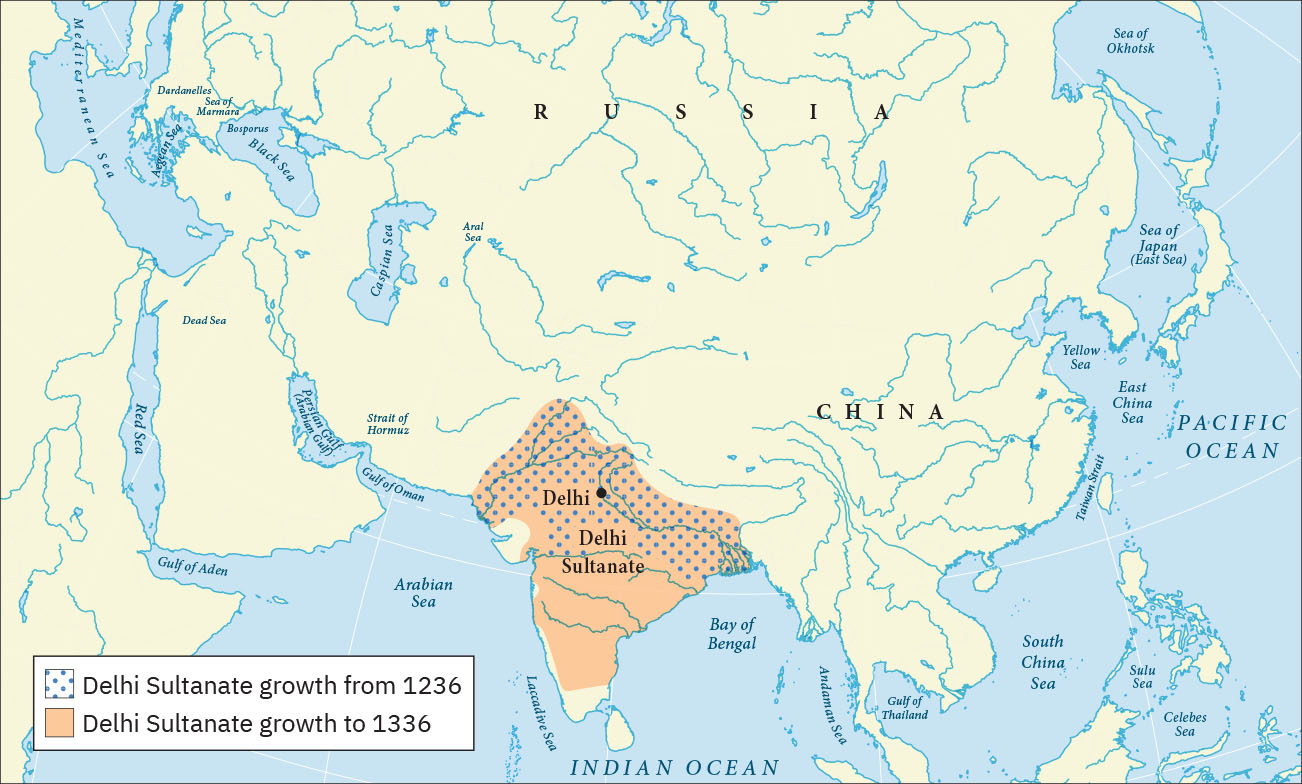 Sea of
Okhotsk
Mediterranean Sea
Dardanelles
Sea of
Marmara
Bosporus
Aegean Sea
Black Sea
RUSSIA
Caspian Sea
Aral
Sea
Sea of
Japan
(East Sea)
Dead Sea
Yellow
Sea
East
China
Sea
CHINA
PACIFIC
OCEAN
Red Sea
Persian Gulf
(Arabian Gulf)
Strait of
Hormuz
Gulf of Oman
Taiwan Strait
Delhi
Delhi
Sultanate
Gulf of Aden
Arabian
Sea
Bay of
Bengal
South
China
Sea
Sulu
Sea
Celebes
Sea
Laccadive Sea
Andaman Sea
Gulf of
Thailand
INDIAN OCEAN
Delhi Sultanate growth from 1236
Delhi Sultanate growth to 1336